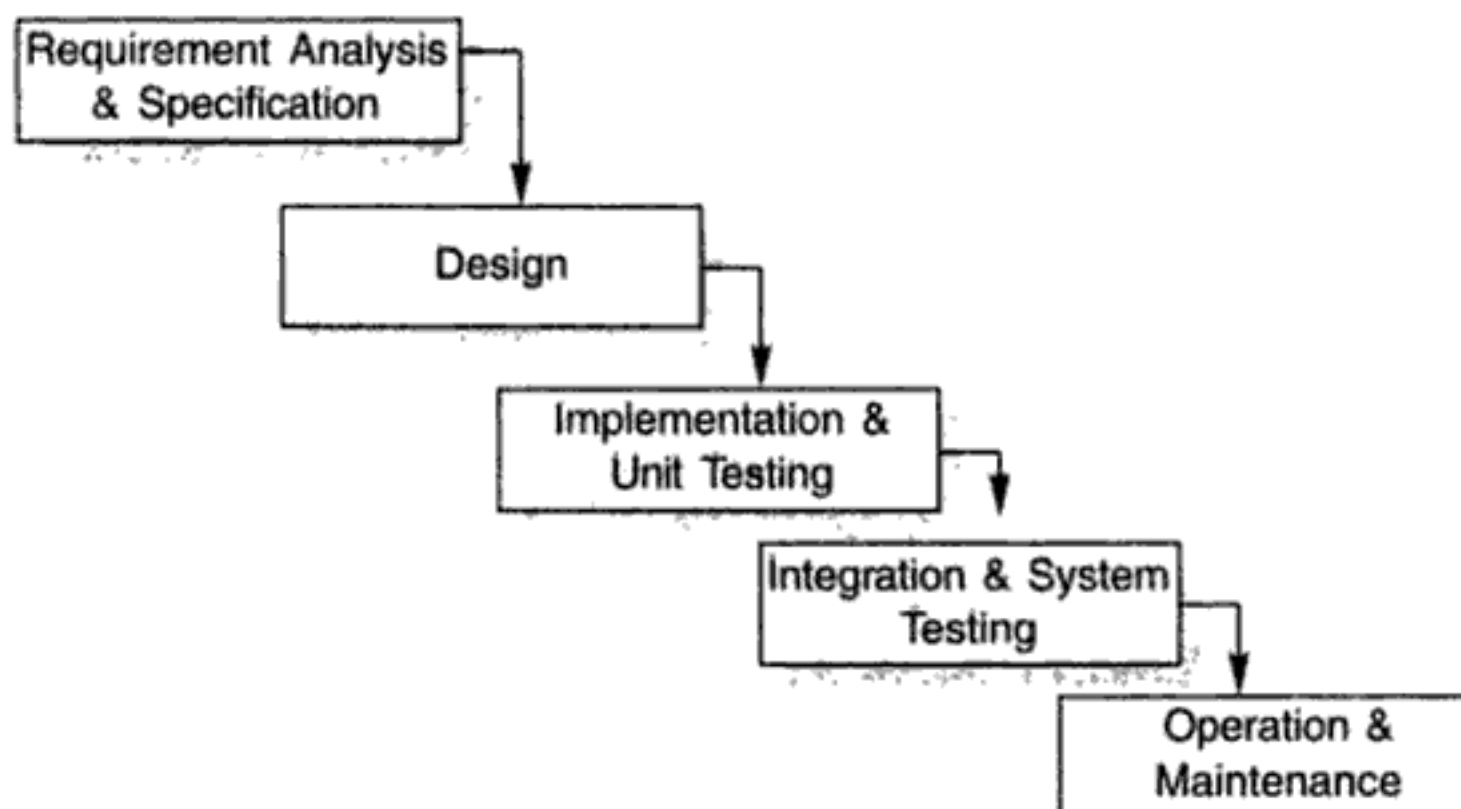 Requirement Analysis
& Specification
Design
Implementation &
Unit Testing
Integration & System
Testing
Operation &
Maintenance